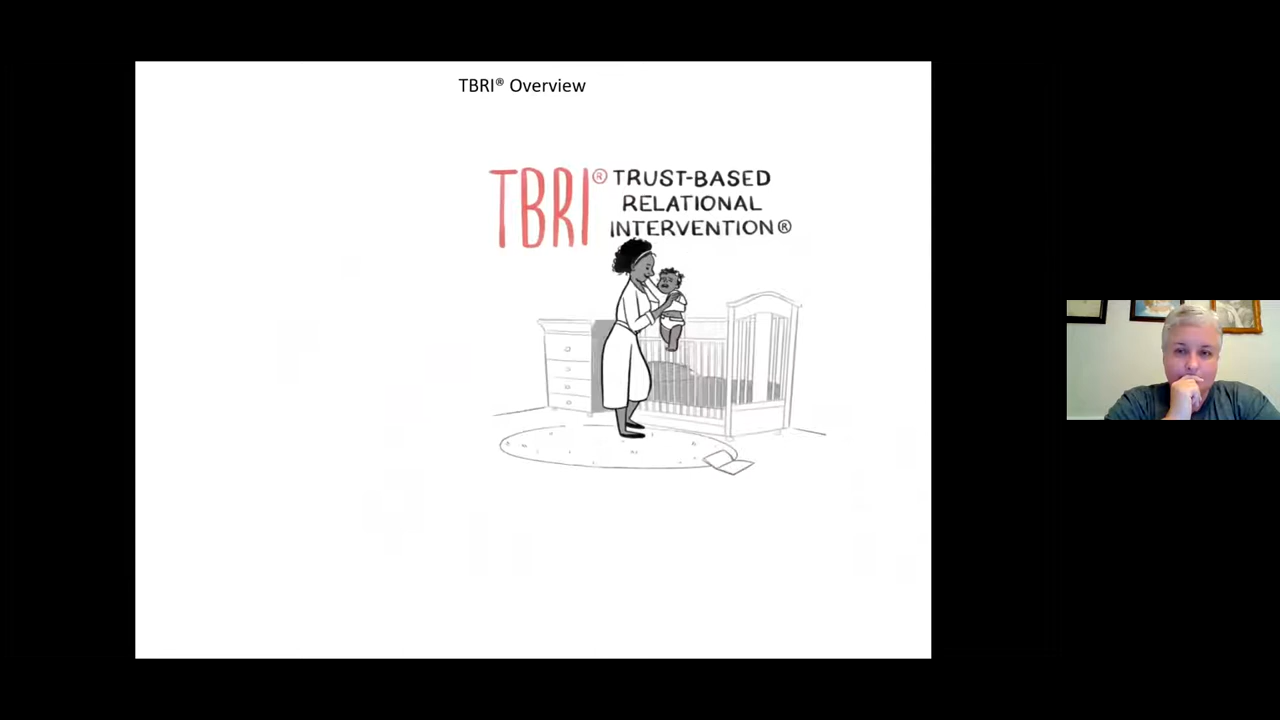 TBRI® Overview
TBRI® TRUST-BASED
RELATIONAL
INTERVENTION®